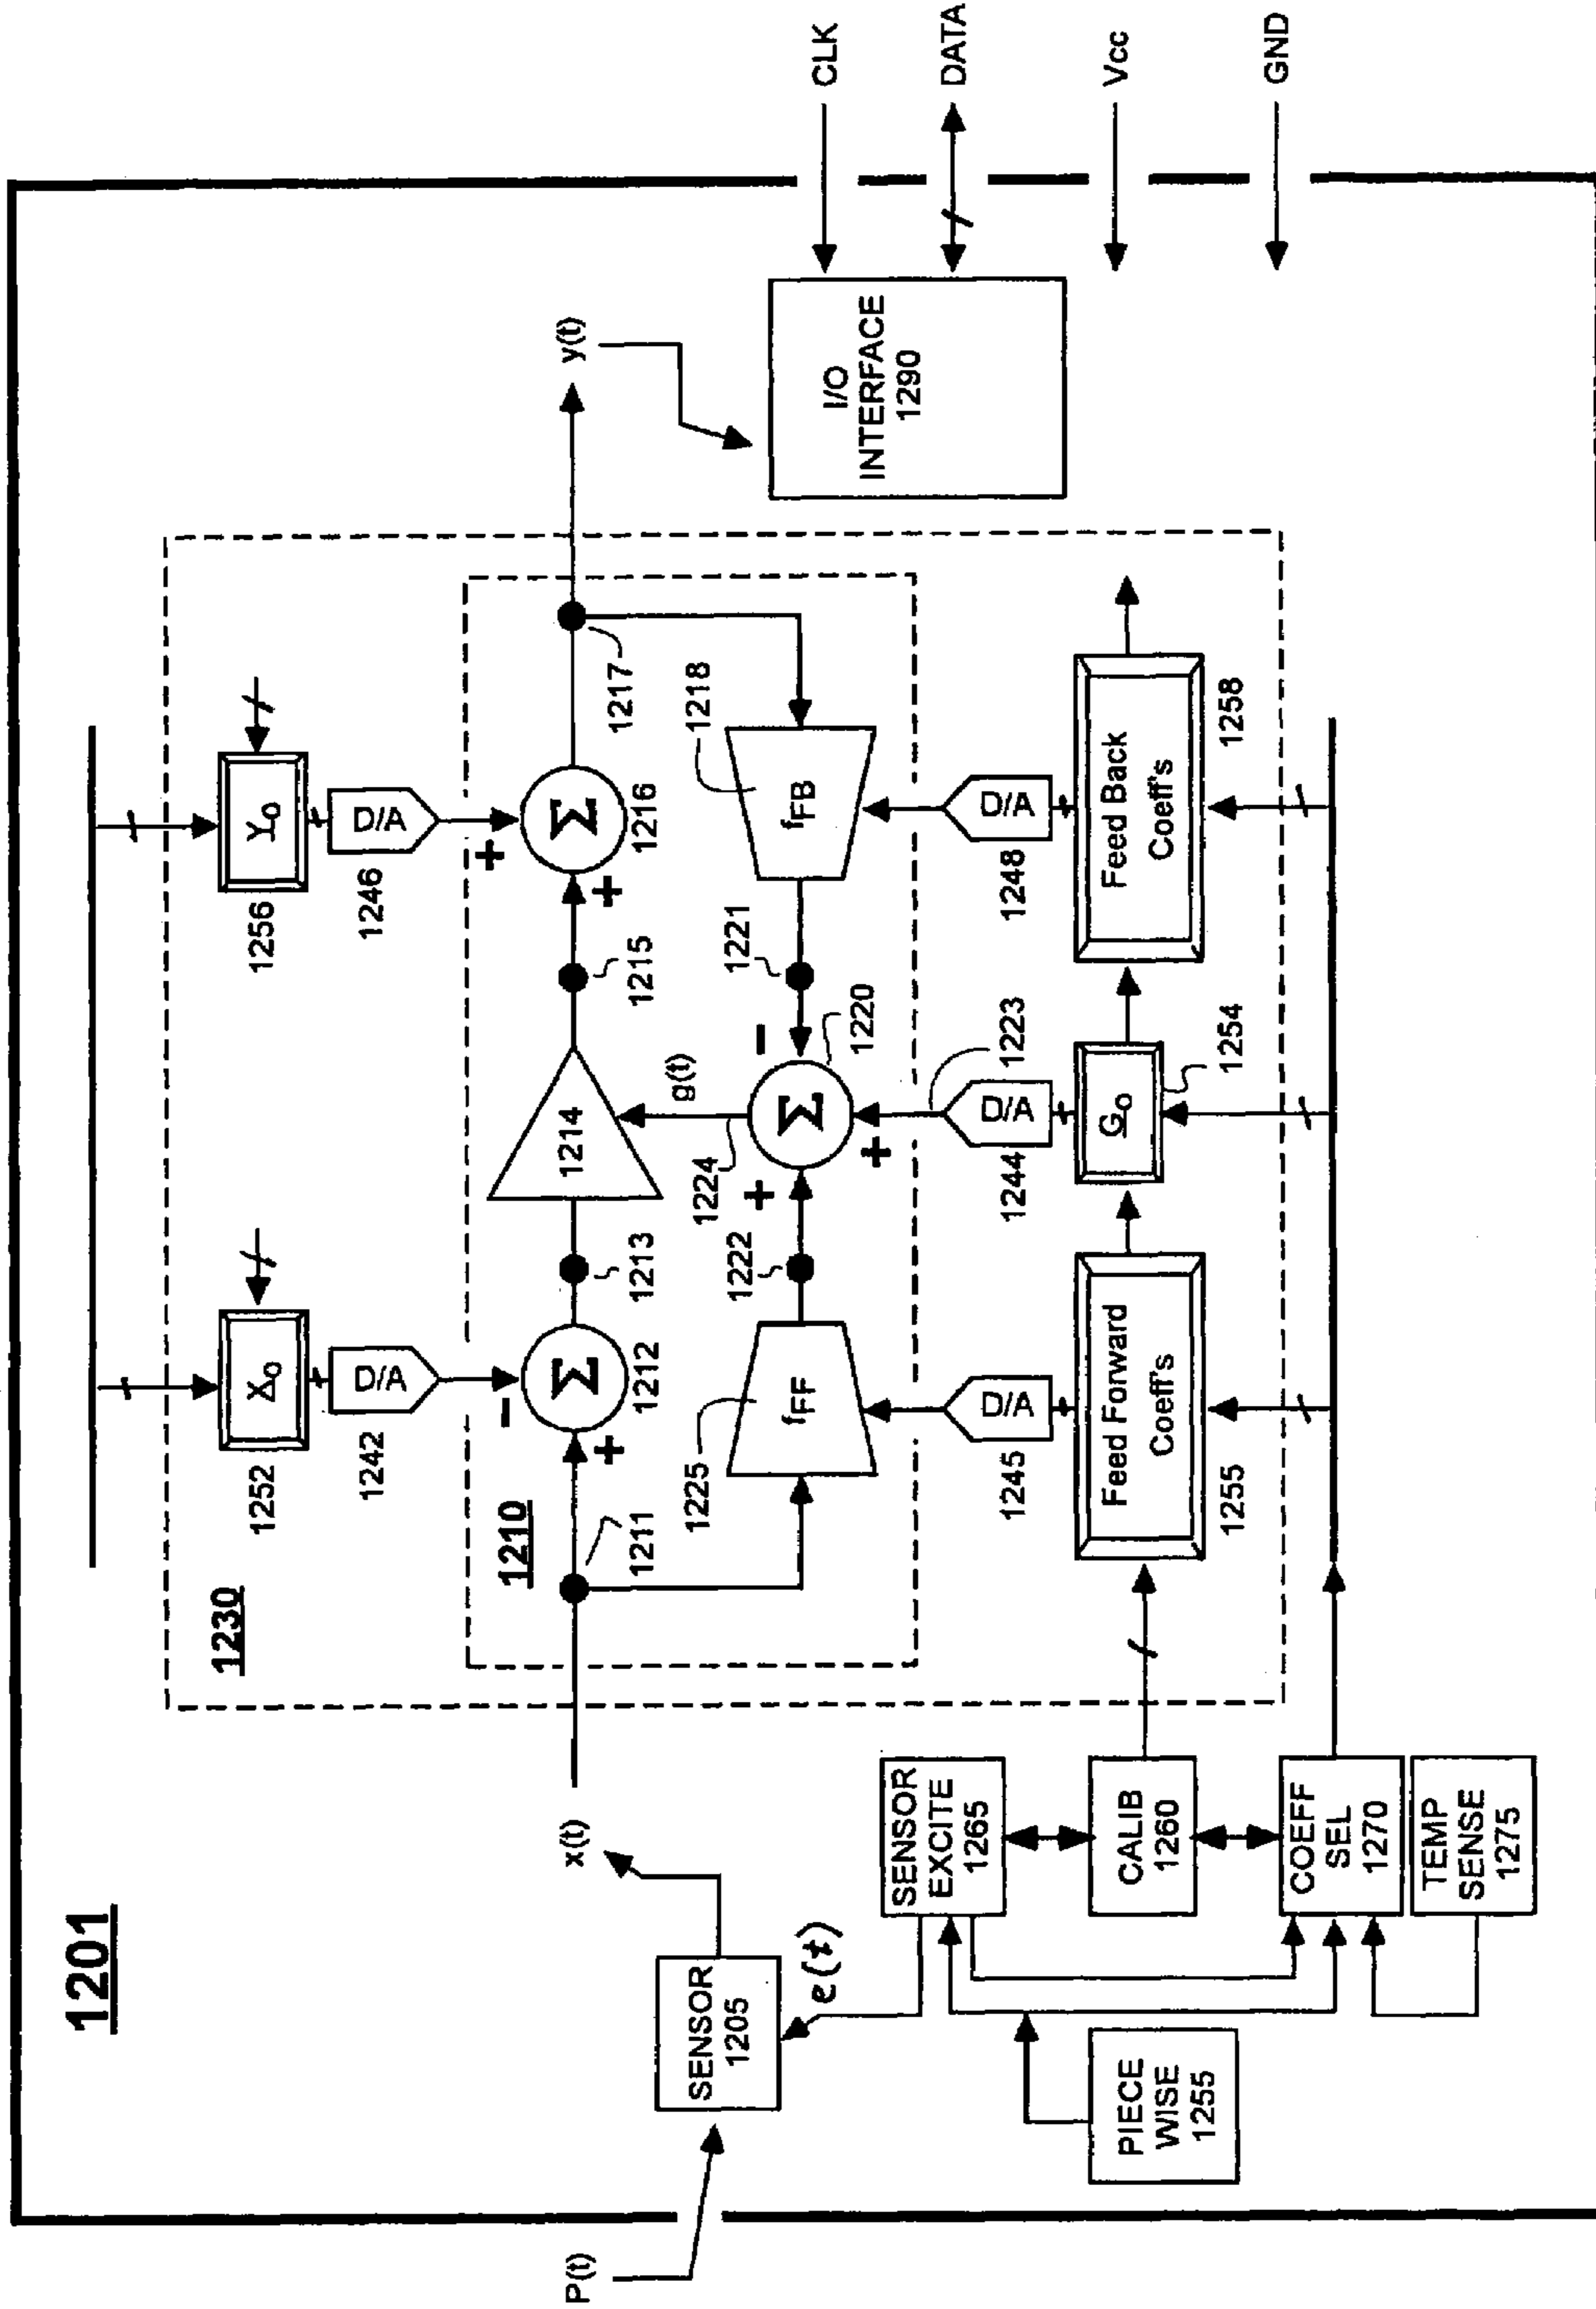 1201
1230
1252
X₀
1242
D/A
1256
Y₀
1246
D/A
1210
P(t)
SENSOR
1205
x(t)
e(t)
1211
-
+
Σ
1212
1213
1214
1215
+
+
Σ
1216
1217
y(t)
1225
fFF
1222
+
1224
g(t)
Σ
-
+
1220
1221
fFB
1218
1223
I/O
INTERFACE
1290
CLK
DATA
Vcc
GND
SENSOR
EXCITE
1265
CALIB
1260
COEFF
SEL
1270
TEMP
SENSE
1275
PIECE
WISE
1255
1245
D/A
Feed Forward
Coeff's
1255
1244
D/A
G₀
1254
1248
D/A
Feed Back
Coeff's
1258